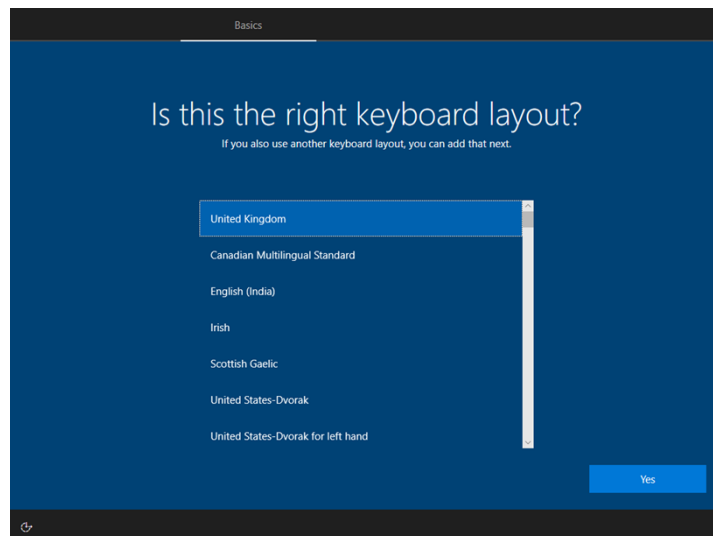 Basics
Is this the right keyboard layout?
If you also use another keyboard layout, you can add that next.
United Kingdom
Canadian Multilingual Standard
English (India)
Irish
Scottish Gaelic
United States-Dvorak
United States-Dvorak for left hand
Yes